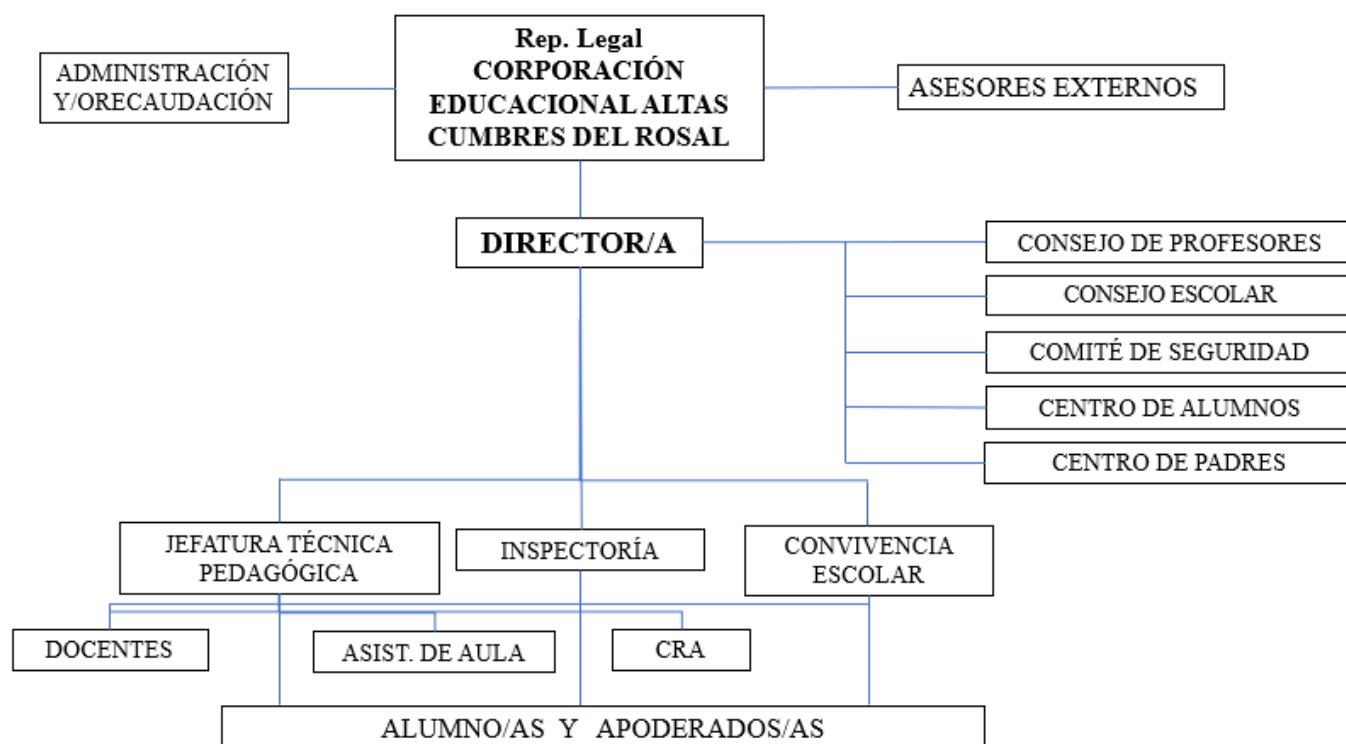 Rep. Legal
CORPORACIÓN
EDUCACIONAL ALTAS
CUMBRES DEL ROSAL
ADMINISTRACIÓN
Y/ORECAUDACIÓN
ASESORES EXTERNOS
DIRECTOR/A
CONSEJO DE PROFESORES
CONSEJO ESCOLAR
COMITÉ DE SEGURIDAD
CENTRO DE ALUMNOS
CENTRO DE PADRES
JEFATURA TÉCNICA
PEDAGÓGICA
INSPECTORÍA
CONVIVENCIA
ESCOLAR
DOCENTES
ASIST. DE AULA
CRA
ALUMNO/AS Y APODERADOS/AS